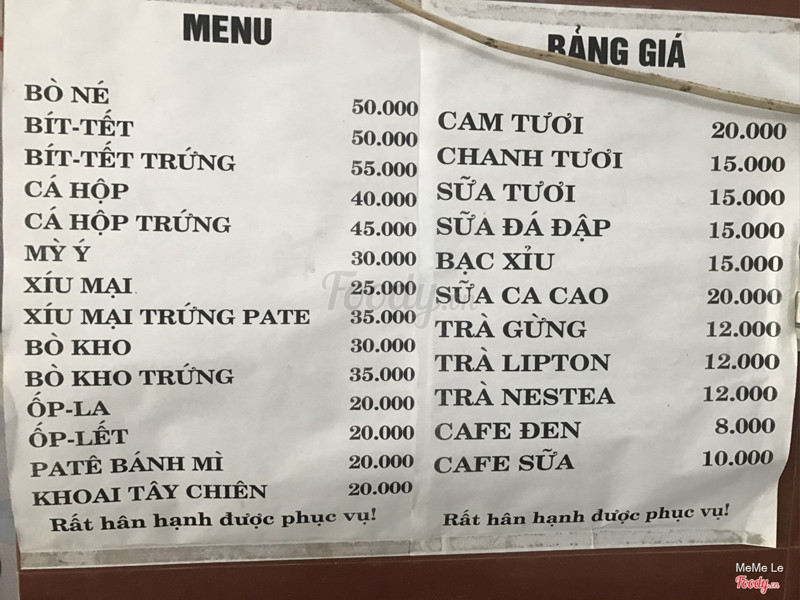 MENU
BÒ NÉ 50.000
BÍT-TẾT 50.000
BÍT-TẾT TRỨNG 55.000
CÁ HỘP 40.000
CÁ HỘP TRỨNG 45.000
MỲ Ý 30.000
XÍU MẠI 25.000
XÍU MẠI TRỨNG PATE 35.000
BÒ KHO 30.000
BÒ KHO TRỨNG 35.000
ỐP-LA 20.000
ỐP-LẾT 20.000
PATÊ BÁNH MÌ 20.000
KHOAI TÂY CHIÊN 20.000
Rất hân hạnh được phục vụ!
BẢNG GIÁ
CAM TƯƠI 20.000
CHANH TƯƠI 15.000
SỮA TƯƠI 15.000
SỮA ĐÁ ĐẬP 15.000
BẠC XỈU 15.000
SỮA CA CAO 20.000
TRÀ GỪNG 12.000
TRÀ LIPTON 12.000
TRÀ NESTEA 12.000
CAFE ĐEN 8.000
CAFE SỮA 10.000
Rất hân hạnh được phục vụ!
Foody.vn
MeMe Le
Foody.vn